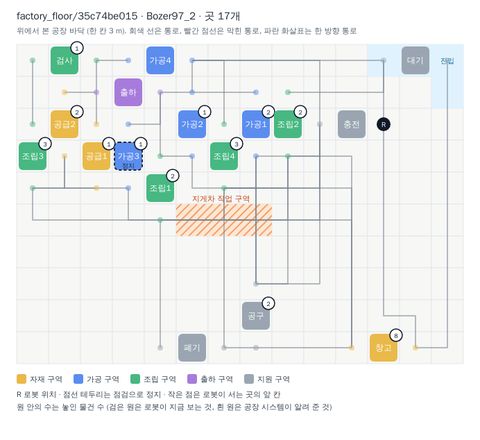 factory_floor/35c74be015 · Bozer97_2 · 곳 17개
위에서 본 공장 바닥 (한 칸 3 m). 회색 선은 통로, 빨간 점선은 막힌 통로, 파란 화살표는 한 방향 통로
검사 1
가공4
대기
진입
출하
공급2 2
가공2 1
가공1 2
조립2 2
충전
R
조립3 3
공급1 1
가공3 1
정지
조립4 3
조립1 2
지게차 작업 구역
공구 2
폐기
창고 8
자재 구역
가공 구역
조립 구역
출하 구역
지원 구역
R 로봇 위치 · 점선 테두리는 점검으로 정지 · 작은 점은 로봇이 서는 곳의 앞 칸
원 안의 수는 놓인 물건 수 (검은 원은 로봇이 지금 보는 것, 흰 원은 공장 시스템이 알려 준 것)